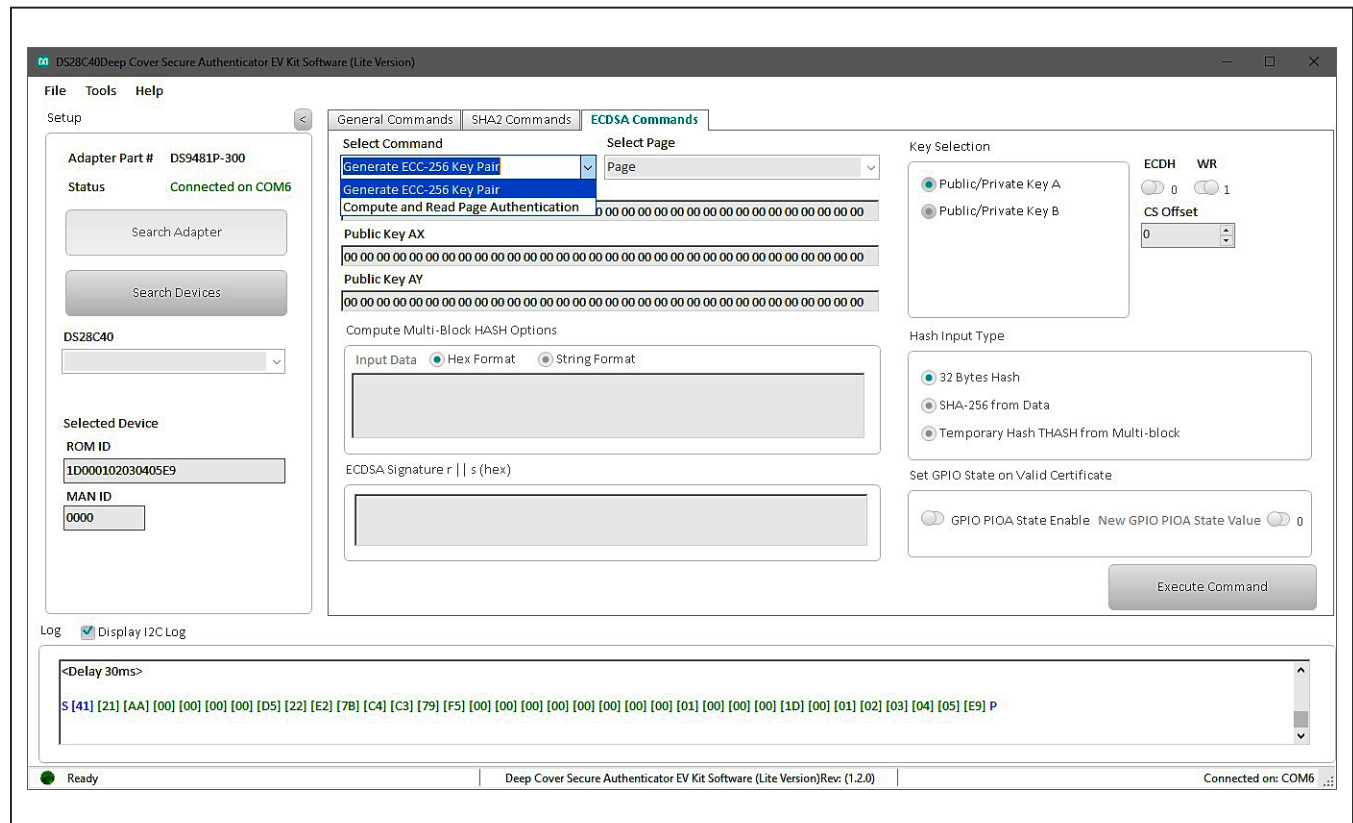 DS28C40Deep Cover Secure Authenticator EV Kit Software (Lite Version)
File Tools Help
Setup
<
Adapter Part # DS9481P-300
Status Connected on COM6
Search Adapter
Search Devices
DS28C40
Selected Device
ROM ID
1D000102030405E9
MAN ID
0000
General Commands SHA2 Commands ECDSA Commands
Select Command Select Page
Generate ECC-256 Key Pair Page
Generate ECC-256 Key Pair
Compute and Read Page Authentication
0 00 00 00 00 00 00 00 00 00 00 00 00 00 00 00 00
Public Key AX
00 00 00 00 00 00 00 00 00 00 00 00 00 00 00 00 00 00 00 00 00 00 00 00 00 00 00 00 00 00 00 00
Public Key AY
00 00 00 00 00 00 00 00 00 00 00 00 00 00 00 00 00 00 00 00 00 00 00 00 00 00 00 00 00 00 00 00
Compute Multi-Block HASH Options
Input Data Hex Format String Format
ECDSA Signature r || s (hex)
Key Selection
Public/Private Key A
Public/Private Key B
ECDH WR
0 1
CS Offset
0
Hash Input Type
32 Bytes Hash
SHA-256 from Data
Temporary Hash THASH from Multi-block
Set GPIO State on Valid Certificate
GPIO PIOA State Enable New GPIO PIOA State Value 0
Execute Command
Log Display I2C Log
<Delay 30ms>
S [41] [21] [AA] [00] [00] [00] [00] [D5] [22] [E2] [7B] [C4] [C3] [79] [F5] [00] [00] [00] [00] [00] [00] [00] [00] [01] [00] [00] [00] [1D] [00] [01] [02] [03] [04] [05] [E9] P
Ready Deep Cover Secure Authenticator EV Kit Software (Lite Version)Rev: (1.2.0) Connected on: COM6